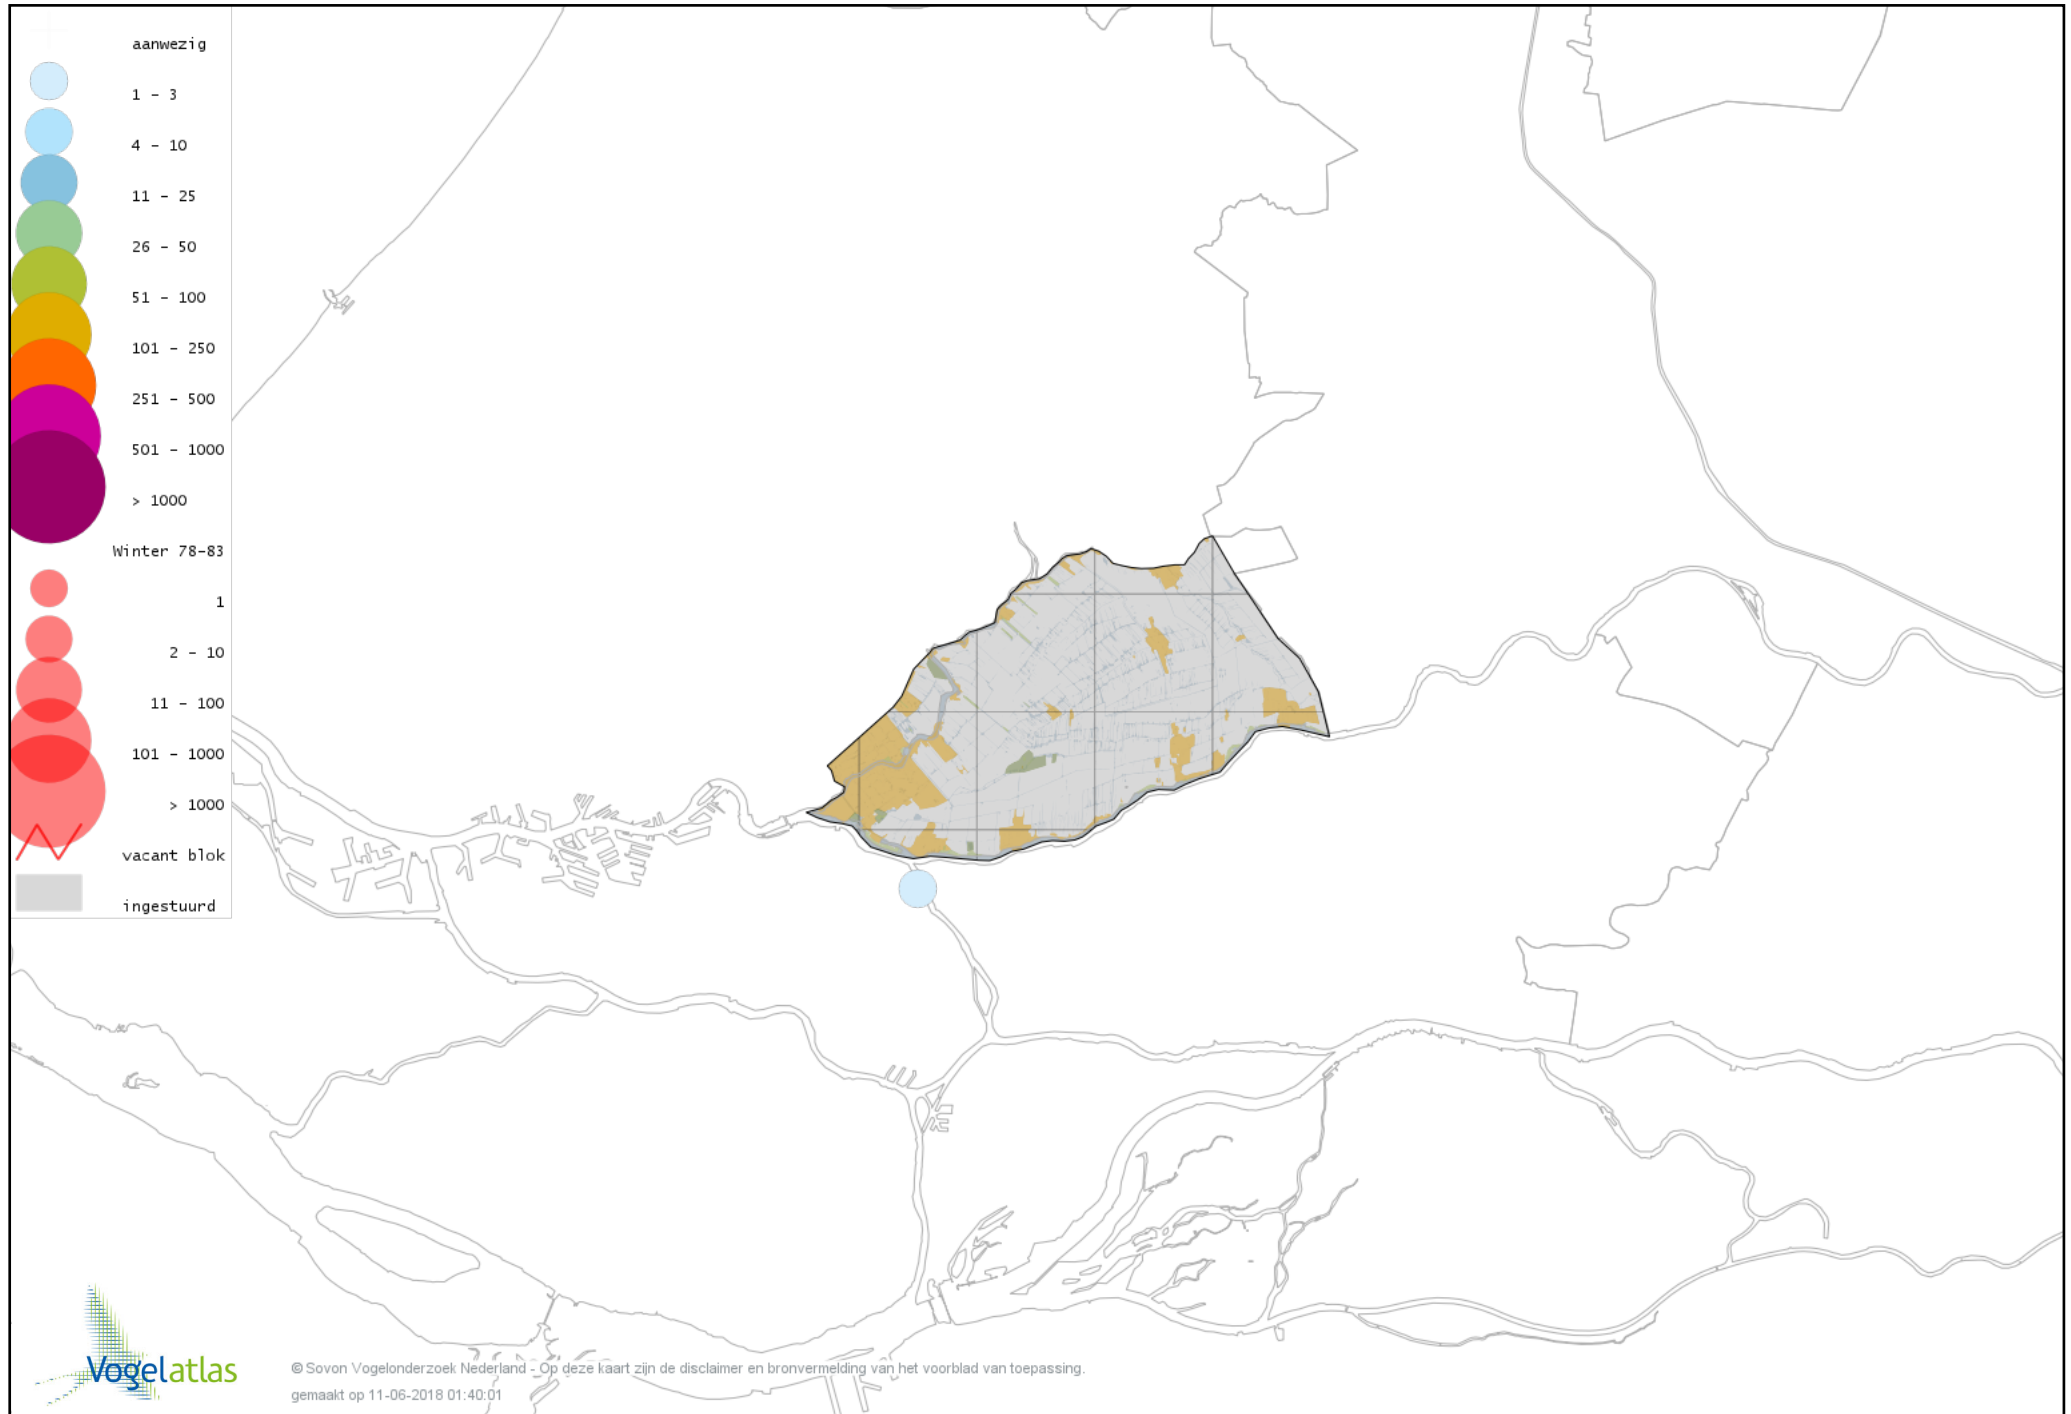 aanwezig
1 - 3
4 - 10
11 - 25
26 - 50
51 - 100
101 - 250
251 - 500
501 - 1000
> 1000
Winter 78-83
1
2 - 10
11 - 100
101 - 1000
> 1000
vacant blok
ingestuurd
Vogelatlas
© Sovon Vogelonderzoek Nederland - Op deze kaart zijn de disclaimer en bronvermelding van het voorblad van toepassing.
gemaakt op 11-06-2018 01:40:01